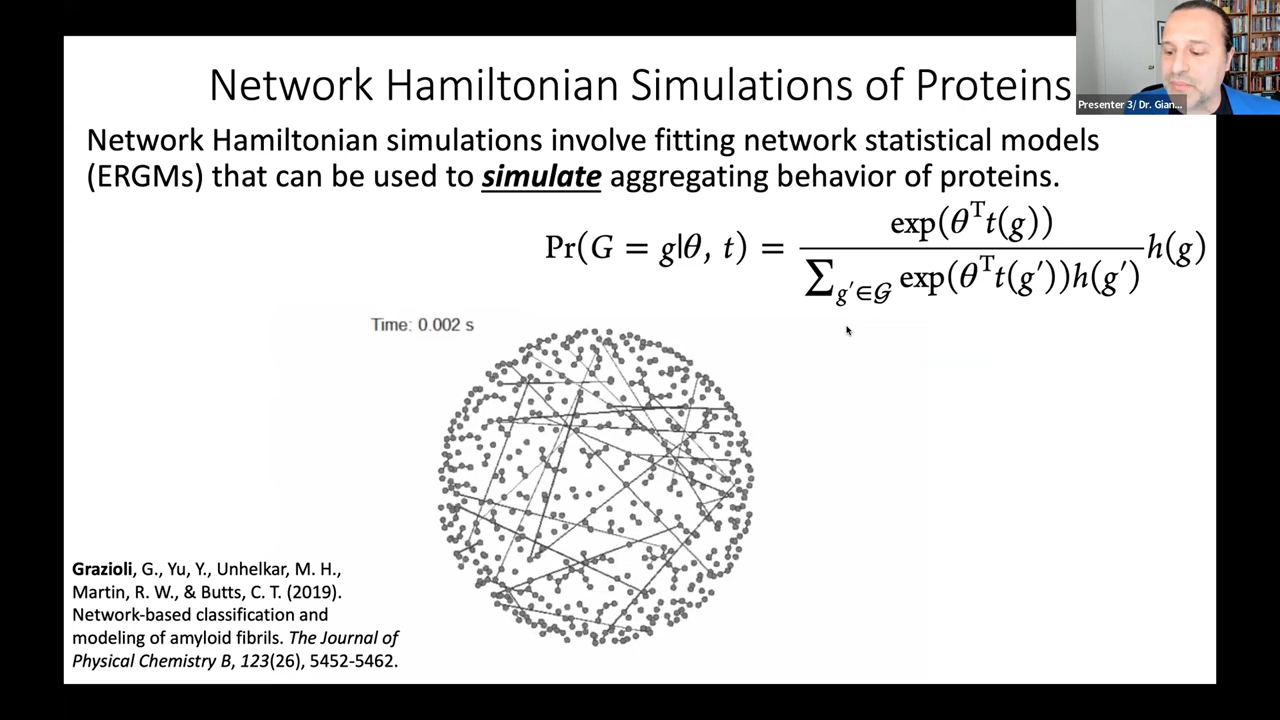 Network Hamiltonian Simulations of Proteins
Presenter 3/ Dr. Gian...
Network Hamiltonian simulations involve fitting network statistical models
(ERGMs) that can be used to simulate aggregating behavior of proteins.
Pr(G = g|θ, t) = exp(θᵀt(g)) / ∑g′∈𝒢 exp(θᵀt(g′))h(g′) h(g)
Time: 0.002 s
Grazioli, G., Yu, Y., Unhelkar, M. H.,
Martin, R. W., & Butts, C. T. (2019).
Network-based classification and
modeling of amyloid fibrils. The Journal of
Physical Chemistry B, 123(26), 5452-5462.